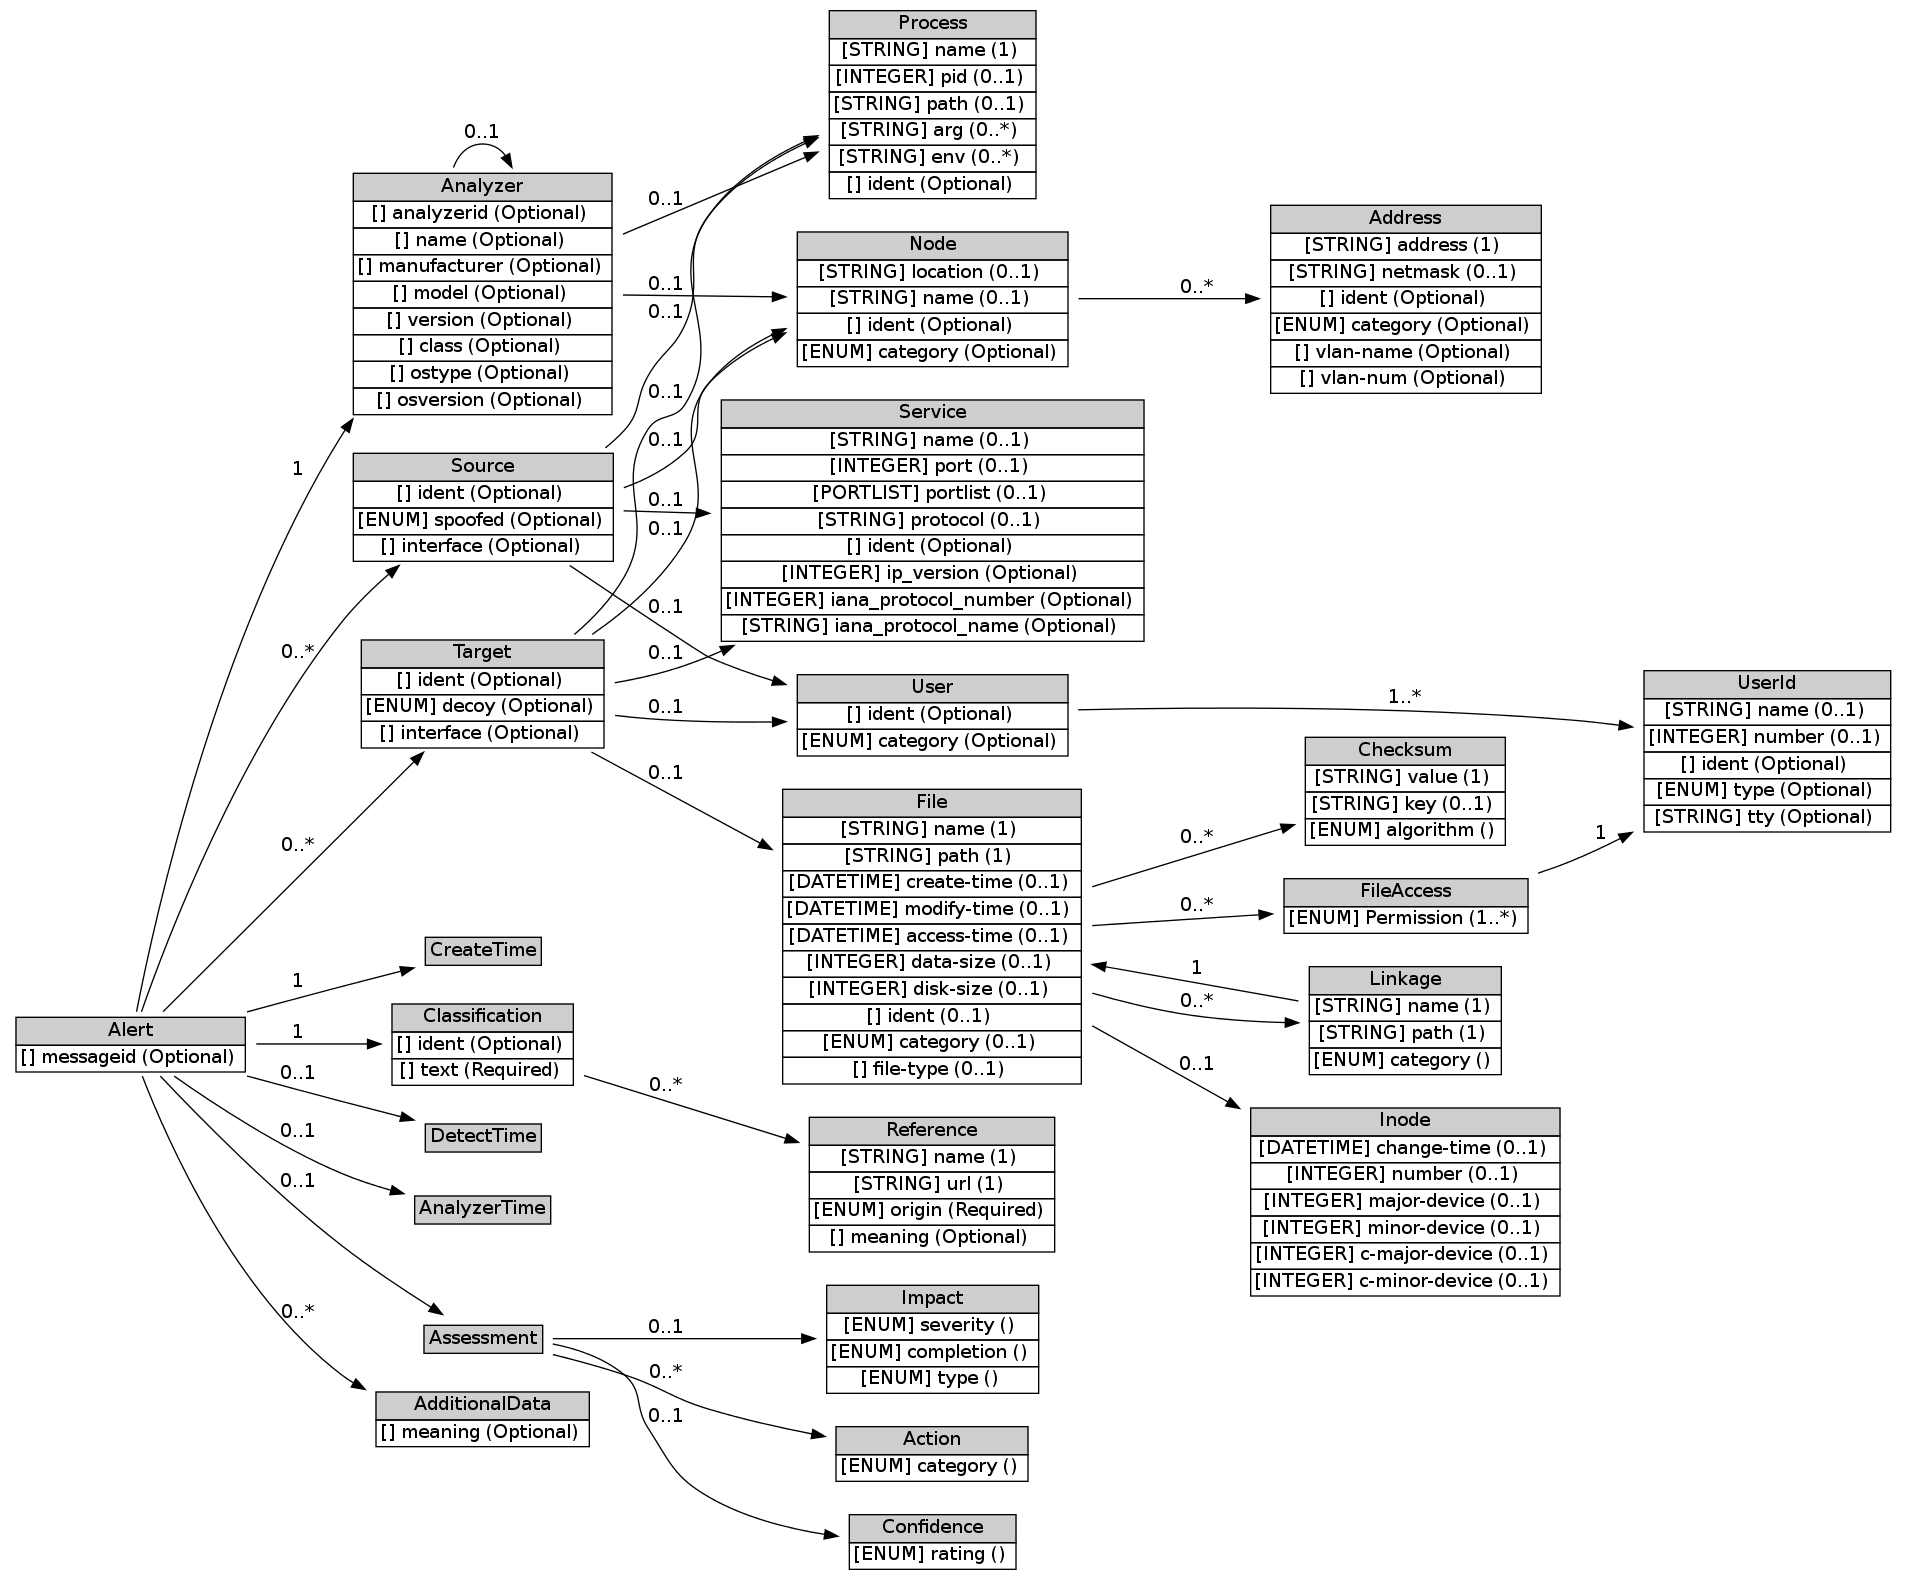 Process
[STRING] name (1)
[INTEGER] pid (0..1)
[STRING] path (0..1)
[STRING] arg (0..*)
[STRING] env (0..*)
[] ident (Optional)
0..1
Analyzer
[] analyzerid (Optional)
[] name (Optional)
[] manufacturer (Optional)
[] model (Optional)
[] version (Optional)
[] class (Optional)
[] ostype (Optional)
[] osversion (Optional)
0..1
0..1
0..1
0..1
0..1
0..1
0..1
0..1
0..1
0..1
0..1
Node
[STRING] location (0..1)
[STRING] name (0..1)
[] ident (Optional)
[ENUM] category (Optional)
0..*
Address
[STRING] address (1)
[STRING] netmask (0..1)
[] ident (Optional)
[ENUM] category (Optional)
[] vlan-name (Optional)
[] vlan-num (Optional)
Service
[STRING] name (0..1)
[INTEGER] port (0..1)
[PORTLIST] portlist (0..1)
[STRING] protocol (0..1)
[] ident (Optional)
[INTEGER] ip_version (Optional)
[INTEGER] iana_protocol_number (Optional)
[STRING] iana_protocol_name (Optional)
1
Source
[] ident (Optional)
[ENUM] spoofed (Optional)
[] interface (Optional)
0..*
Target
[] ident (Optional)
[ENUM] decoy (Optional)
[] interface (Optional)
User
[] ident (Optional)
[ENUM] category (Optional)
1..*
UserId
[STRING] name (0..1)
[INTEGER] number (0..1)
[] ident (Optional)
[ENUM] type (Optional)
[STRING] tty (Optional)
Checksum
[STRING] value (1)
[STRING] key (0..1)
[ENUM] algorithm ()
0..*
File
[STRING] name (1)
[STRING] path (1)
[DATETIME] create-time (0..1)
[DATETIME] modify-time (0..1)
[DATETIME] access-time (0..1)
[INTEGER] data-size (0..1)
[INTEGER] disk-size (0..1)
[] ident (0..1)
[ENUM] category (0..1)
[] file-type (0..1)
0..*
0..*
1
0..*
0..1
1
FileAccess
[ENUM] Permission (1..*)
Linkage
[STRING] name (1)
[STRING] path (1)
[ENUM] category ()
Inode
[DATETIME] change-time (0..1)
[INTEGER] number (0..1)
[INTEGER] major-device (0..1)
[INTEGER] minor-device (0..1)
[INTEGER] c-major-device (0..1)
[INTEGER] c-minor-device (0..1)
CreateTime
1
Alert
[] messageid (Optional)
1
Classification
[] ident (Optional)
[] text (Required)
0..1
0..*
DetectTime
0..1
Reference
[STRING] name (1)
[STRING] url (1)
[ENUM] origin (Required)
[] meaning (Optional)
0..1
AnalyzerTime
0..*
Assessment
0..1
Impact
[ENUM] severity ()
[ENUM] completion ()
[ENUM] type ()
0..*
0..1
AdditionalData
[] meaning (Optional)
Action
[ENUM] category ()
Confidence
[ENUM] rating ()